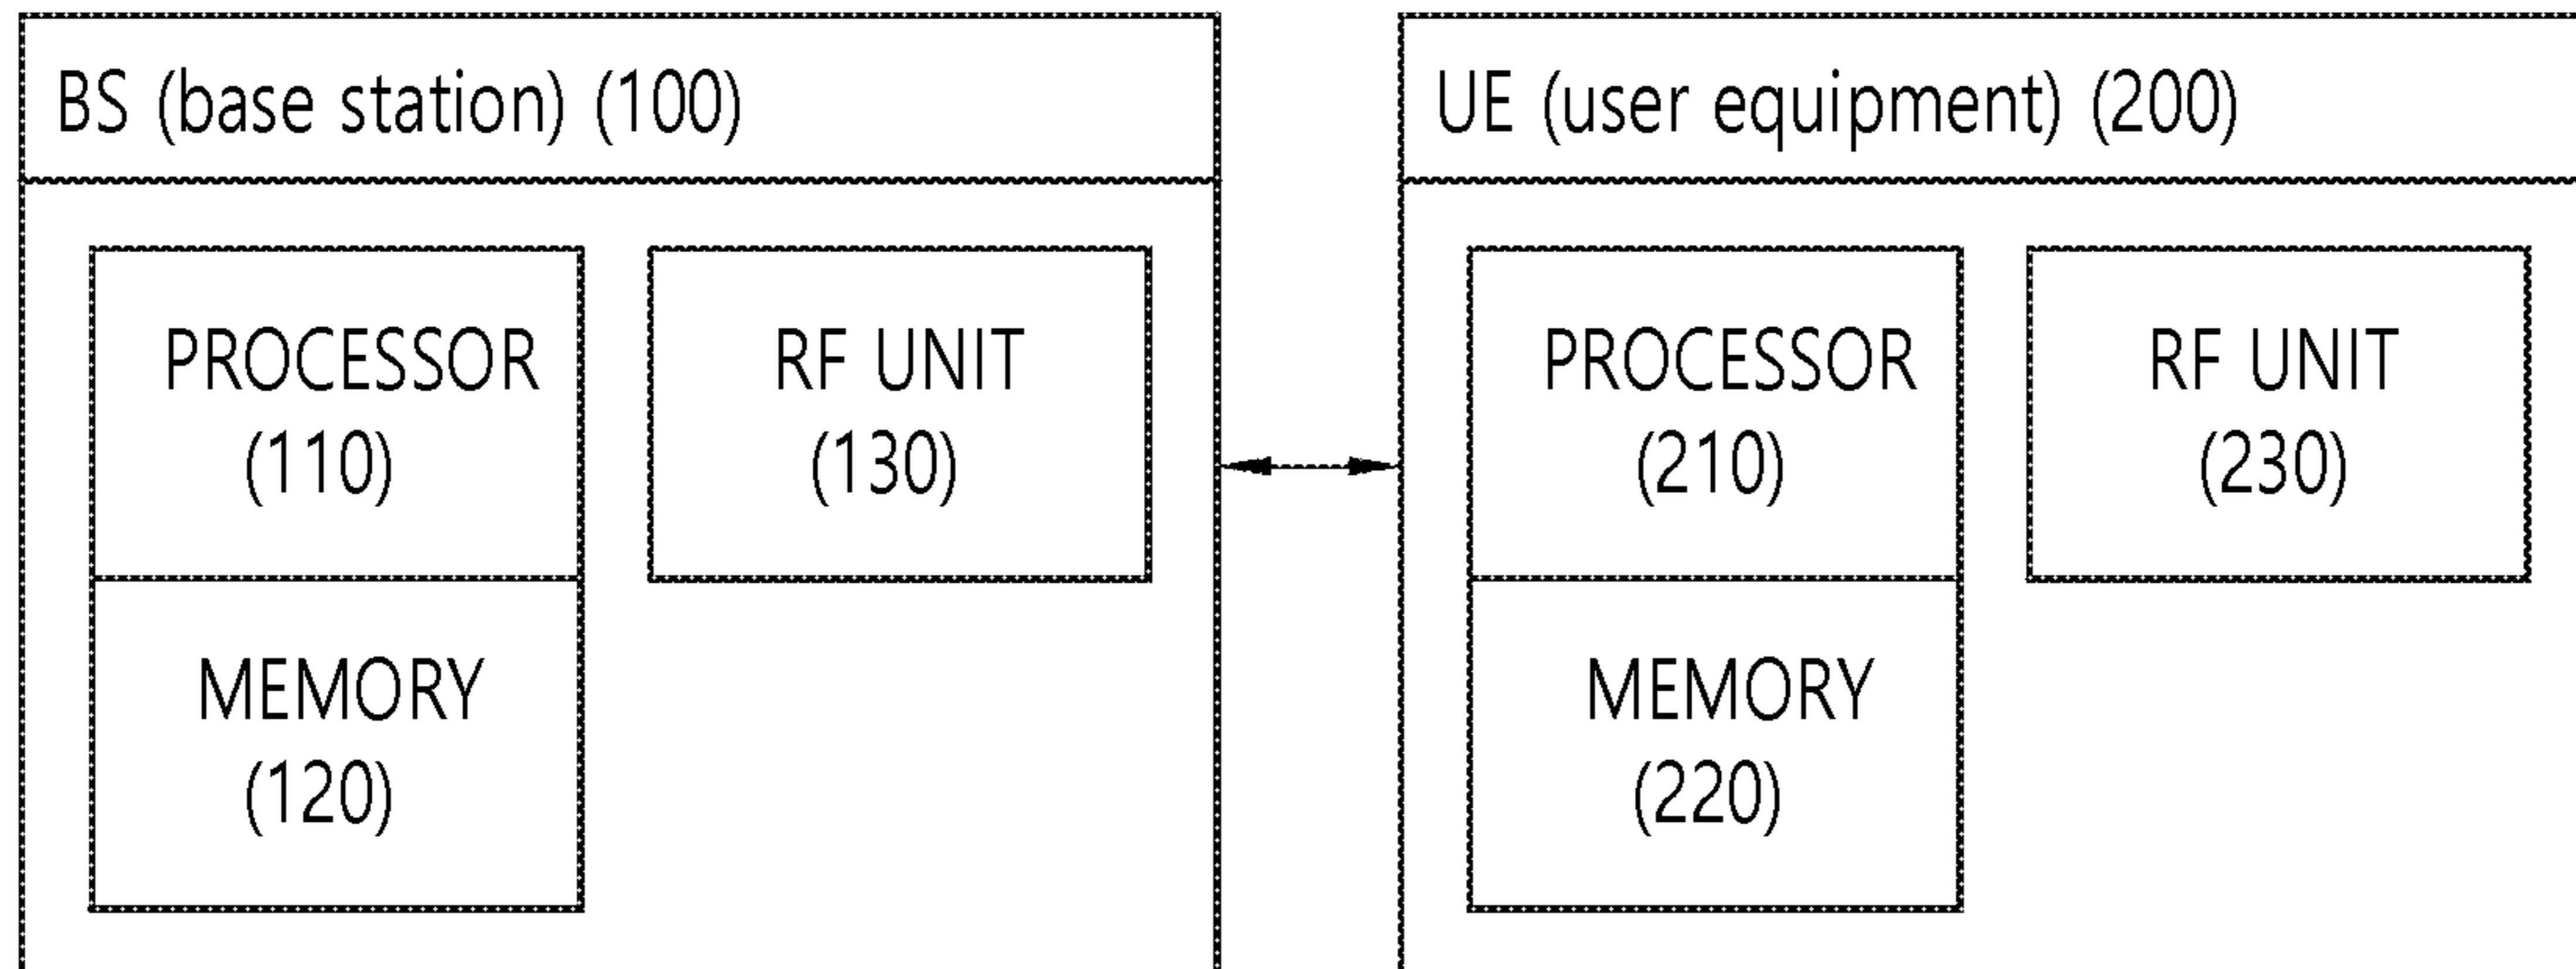 BS (base station) (100)
PROCESSOR
(110)
RF UNIT
(130)
MEMORY
(120)
UE (user equipment) (200)
PROCESSOR
(210)
RF UNIT
(230)
MEMORY
(220)